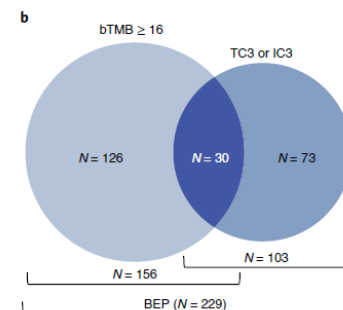 b
bTMB ≥ 16
TC3 or IC3
N = 126
N = 30
N = 73
N = 103
N = 156
BEP (N = 229)